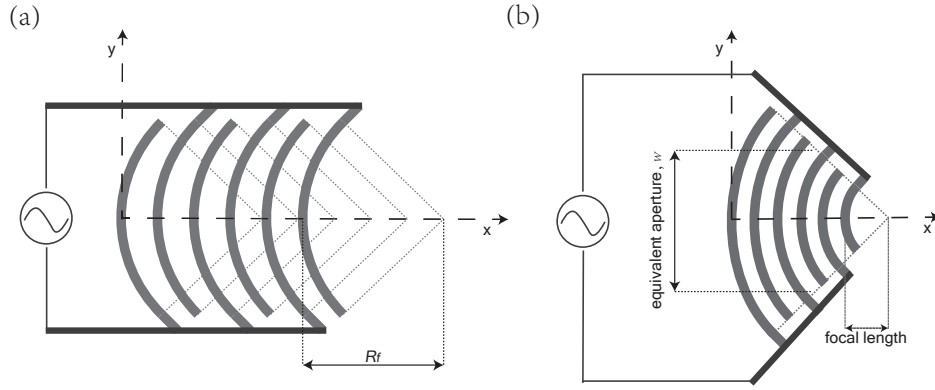 (a)
y
x
Rf
(b)
y
x
equivalent aperture, w
focal length